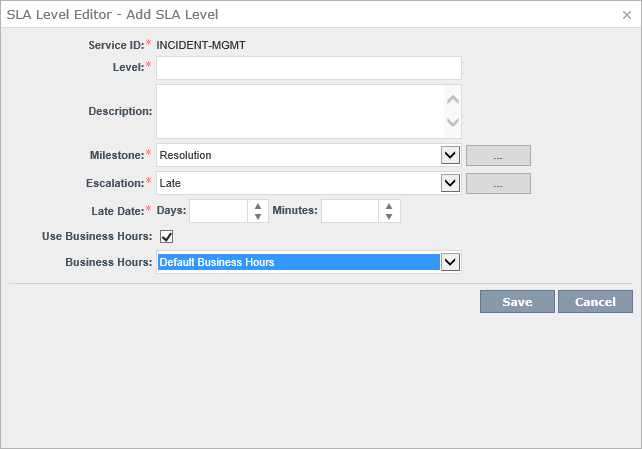 SLA Level Editor - Add SLA Level
Service ID:* INCIDENT-MGMT
Level:*
Description:
Milestone:* Resolution ...
Escalation:* Late ...
Late Date:* Days: Minutes:
Use Business Hours:
Business Hours: Default Business Hours
Save Cancel